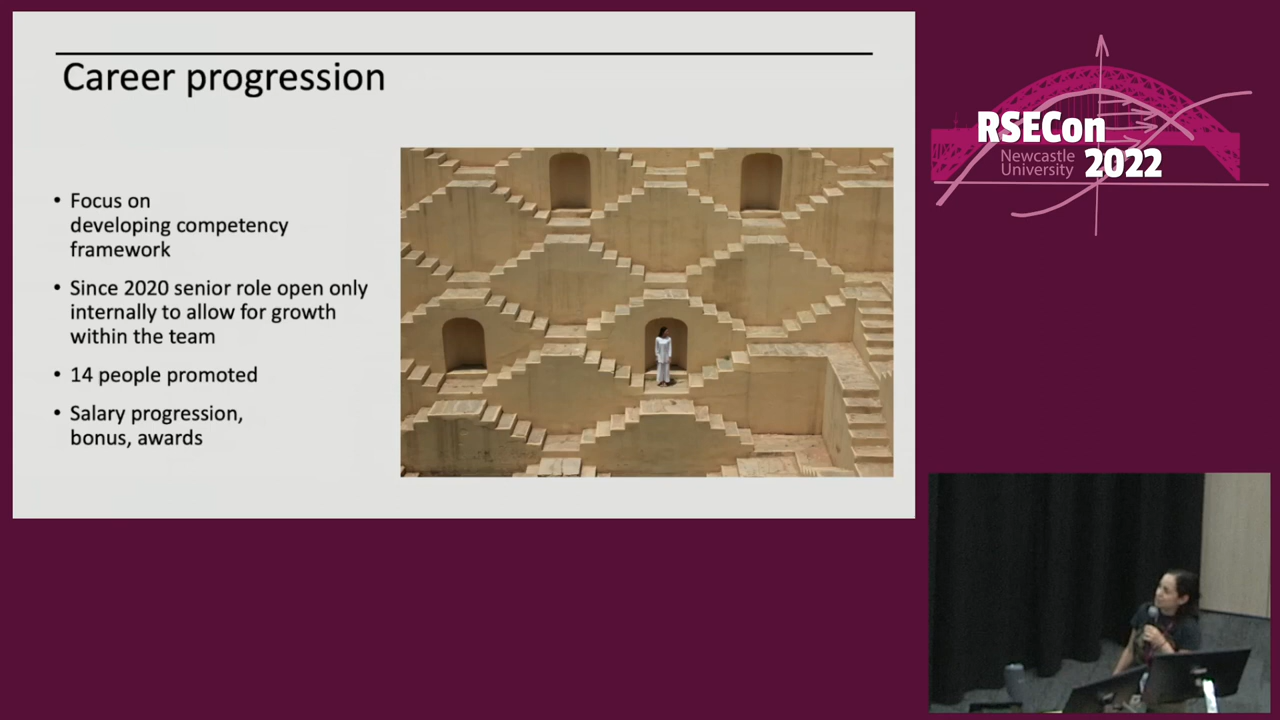 Career progression
• Focus on
developing competency
framework
• Since 2020 senior role open only
internally to allow for growth
within the team
• 14 people promoted
• Salary progression,
bonus, awards
RSECon
Newcastle
University
2022